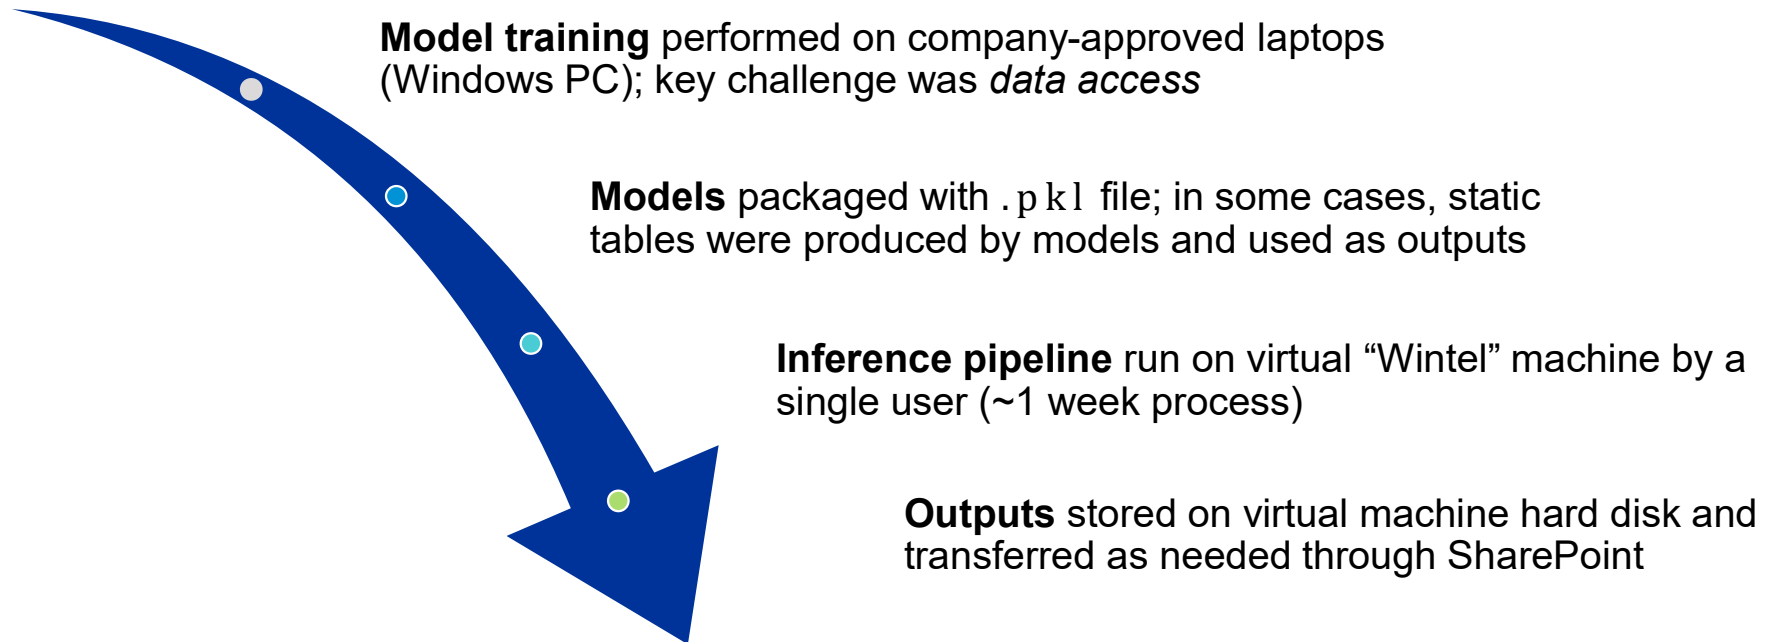 Model training performed on company-approved laptops
(Windows PC); key challenge was data access
Models packaged with .pkl file; in some cases, static
tables were produced by models and used as outputs
Inference pipeline run on virtual “Wintel” machine by a
single user (~1 week process)
Outputs stored on virtual machine hard disk and
transferred as needed through SharePoint